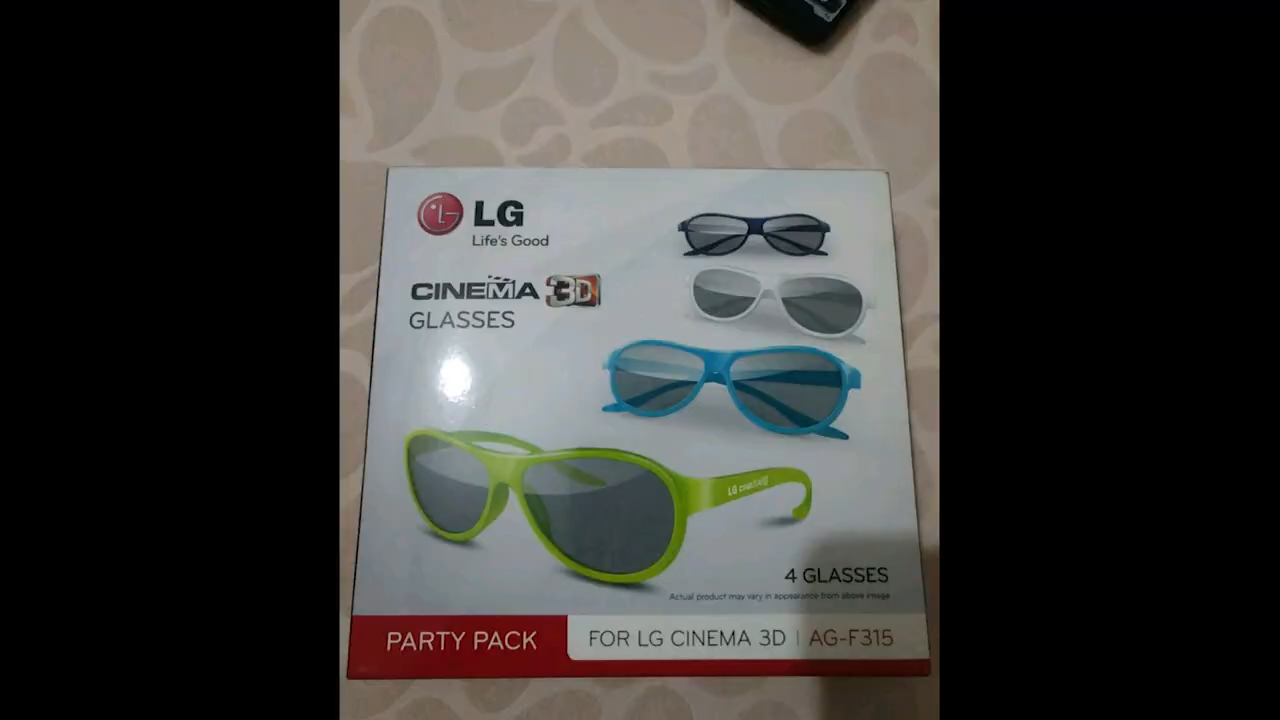 LG
Life's Good
CINEMA 3D
GLASSES
LG CINEMA 3D
4 GLASSES
Actual product may vary in appearance from above image
PARTY PACK
FOR LG CINEMA 3D | AG-F315